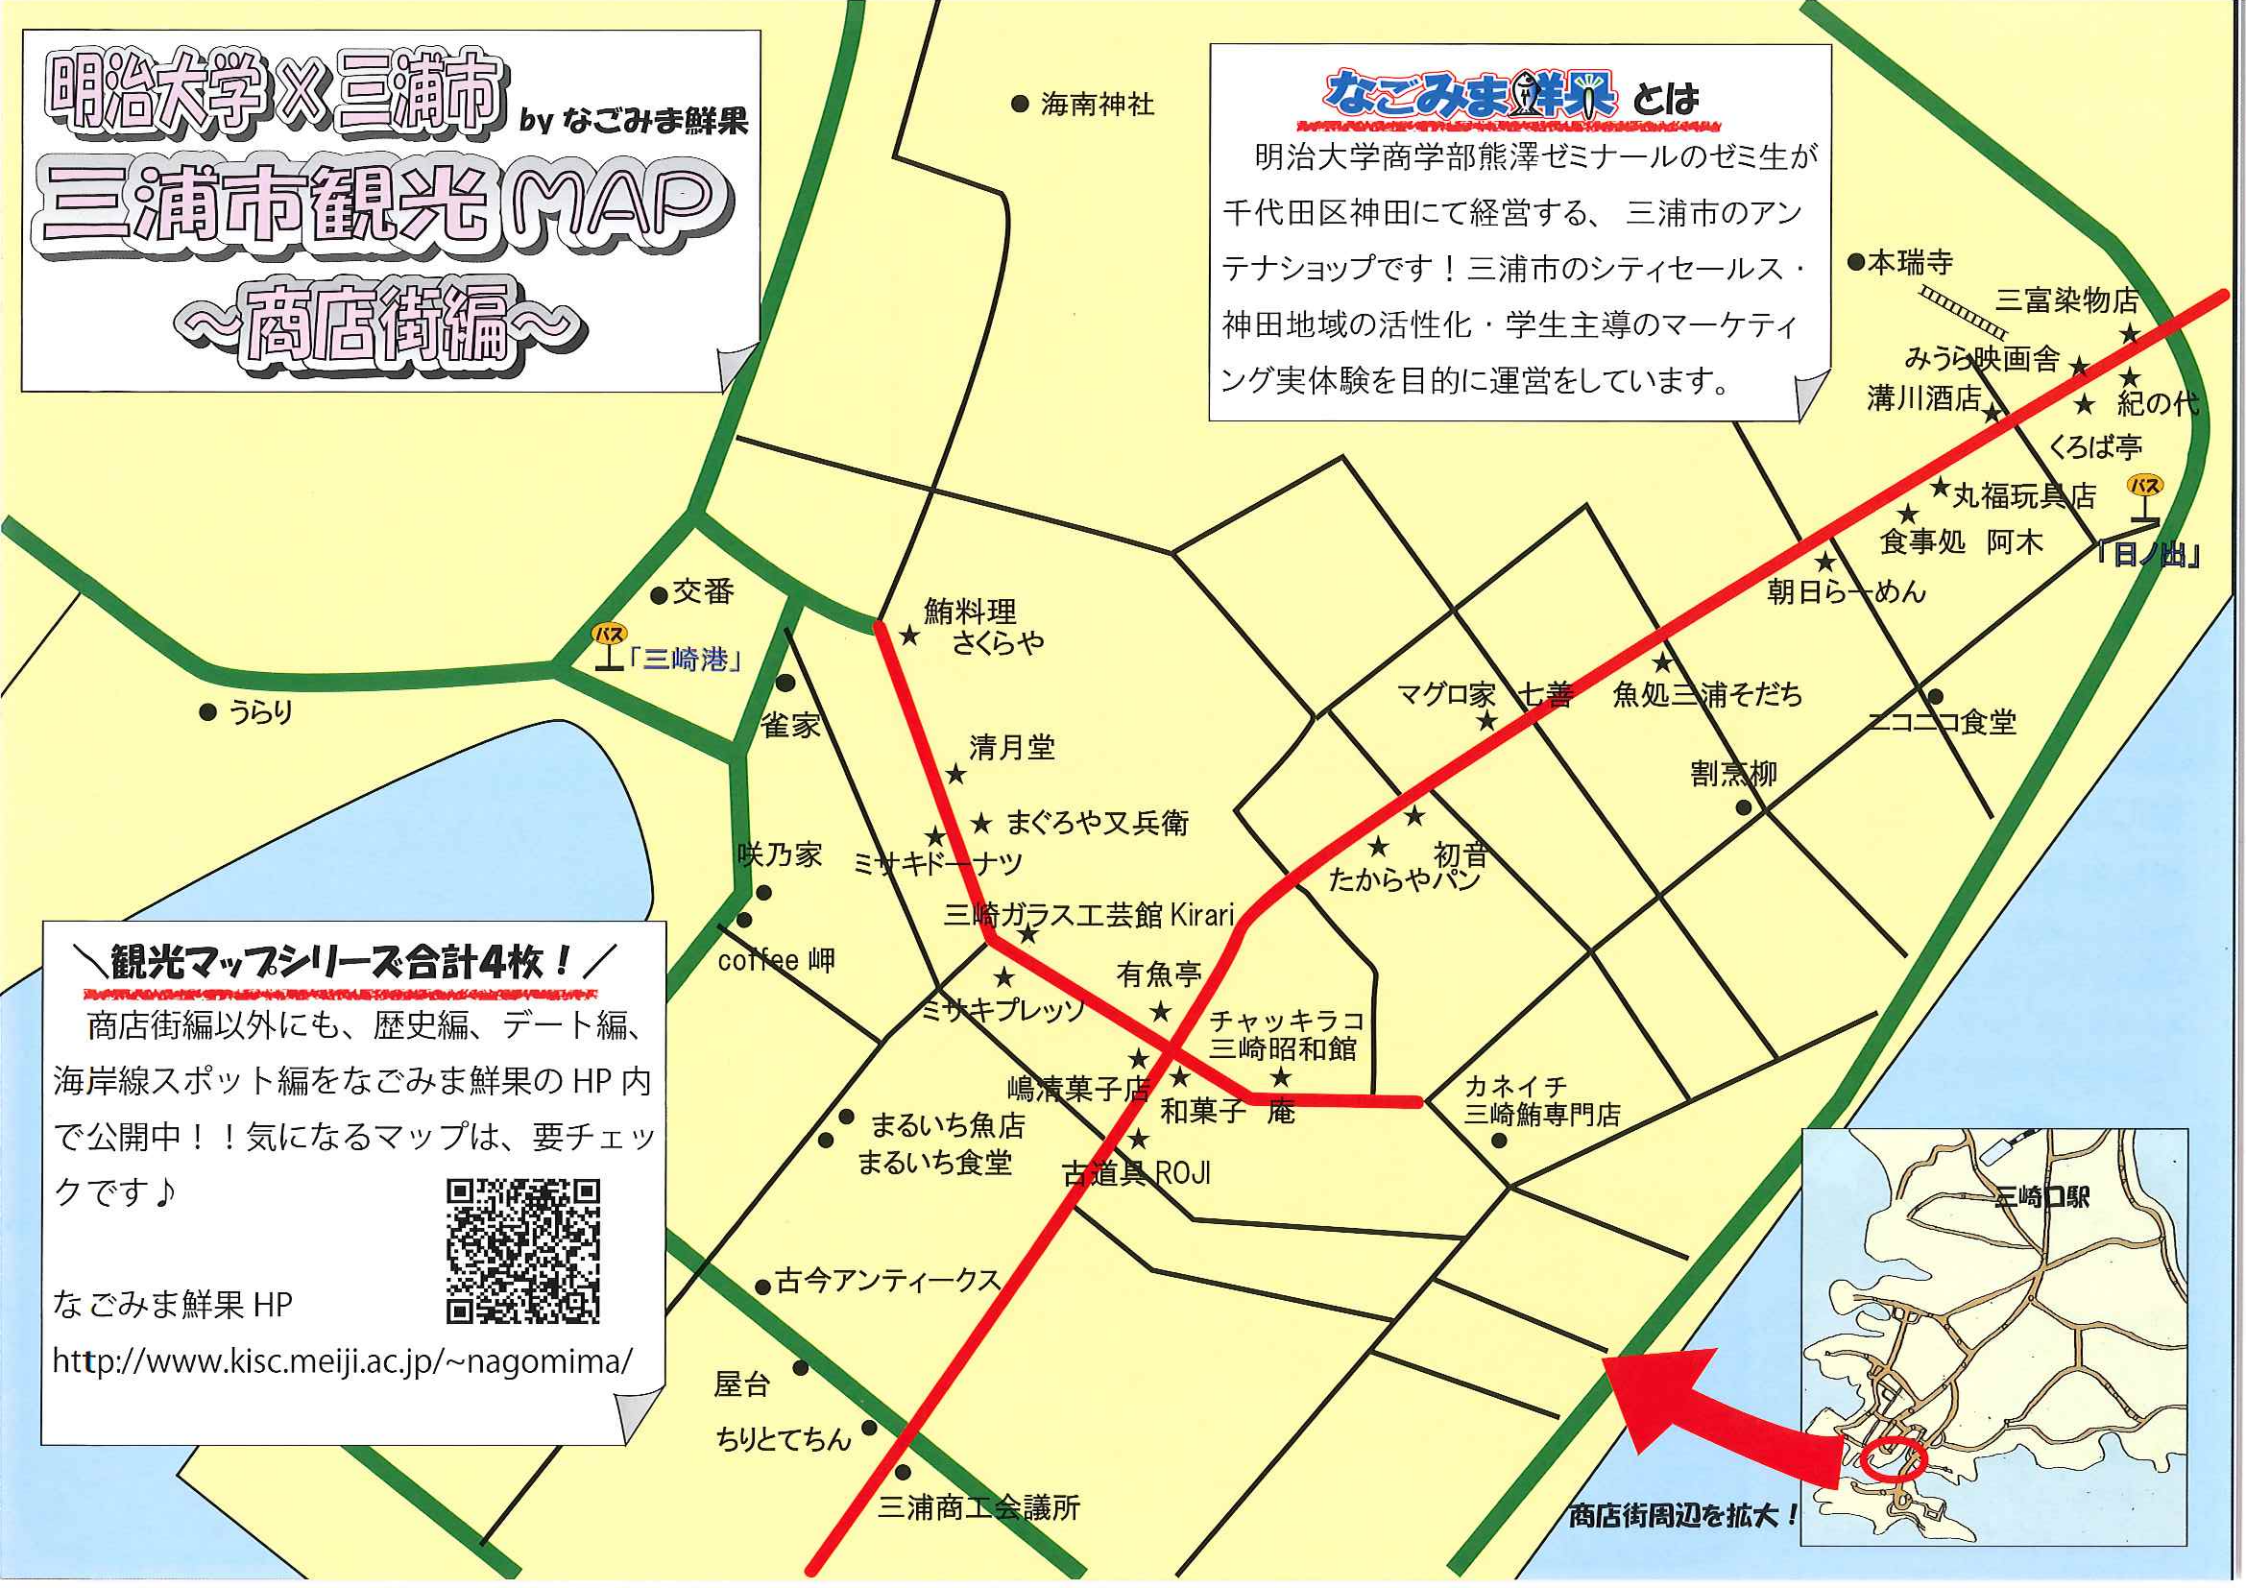 明治大学×三浦市 by なごみま鮮果
三浦市観光MAP
～商店街編～
なごみま鮮果 とは
明治大学商学部熊澤ゼミナールのゼミ生が
千代田区神田にて経営する、三浦市のアン
テナショップです！三浦市のシティセールス・
神田地域の活性化・学生主導のマーケティ
ング実体験を目的に運営をしています。
海南神社
本瑞寺
三富染物店
みうら映画舎
溝川酒店
紀の代
くろば亭
丸福玩具店
バス
食事処 阿木
「日ノ出」
朝日らーめん
交番
バス
「三崎港」
鮪料理
さくらや
うらり
雀家
清月堂
マグロ家 七善
魚処三浦そだち
ニコニコ食堂
割烹柳
まぐろや又兵衛
咲乃家
ミサキドーナツ
初音
たからやパン
三崎ガラス工芸館 Kirari
coffee 岬
有魚亭
ミサキプレッソ
チャッキラコ
三崎昭和館
嶋清菓子店
和菓子 庵
カネイチ
三崎鮪専門店
まるいち魚店
まるいち食堂
古道具 ROJI
古今アンティークス
屋台
ちりとてちん
三浦商工会議所
＼観光マップシリーズ合計4枚！／
商店街編以外にも、歴史編、デート編、
海岸線スポット編をなごみま鮮果の HP 内
で公開中！！気になるマップは、要チェッ
クです♪
なごみま鮮果 HP
http://www.kisc.meiji.ac.jp/~nagomima/
三崎口駅
商店街周辺を拡大！